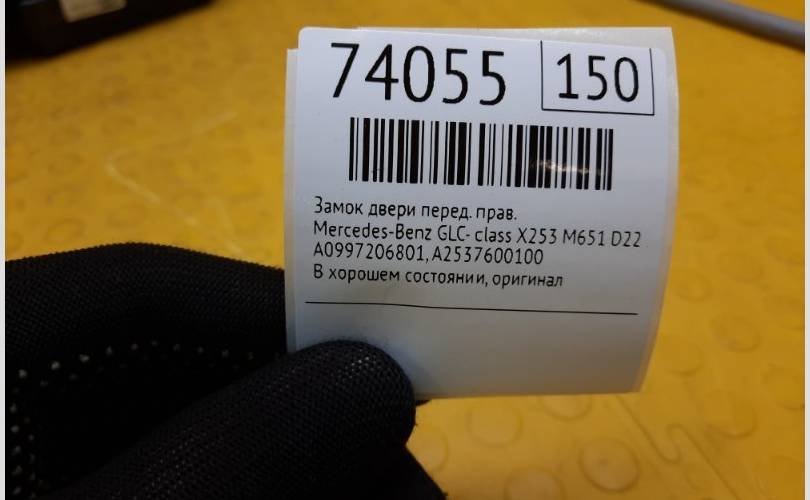 74055 150
Замок двери перед. прав.
Mercedes-Benz GLC- class X253 M651 D22
A0997206801, A2537600100
В хорошем состоянии, оригинал